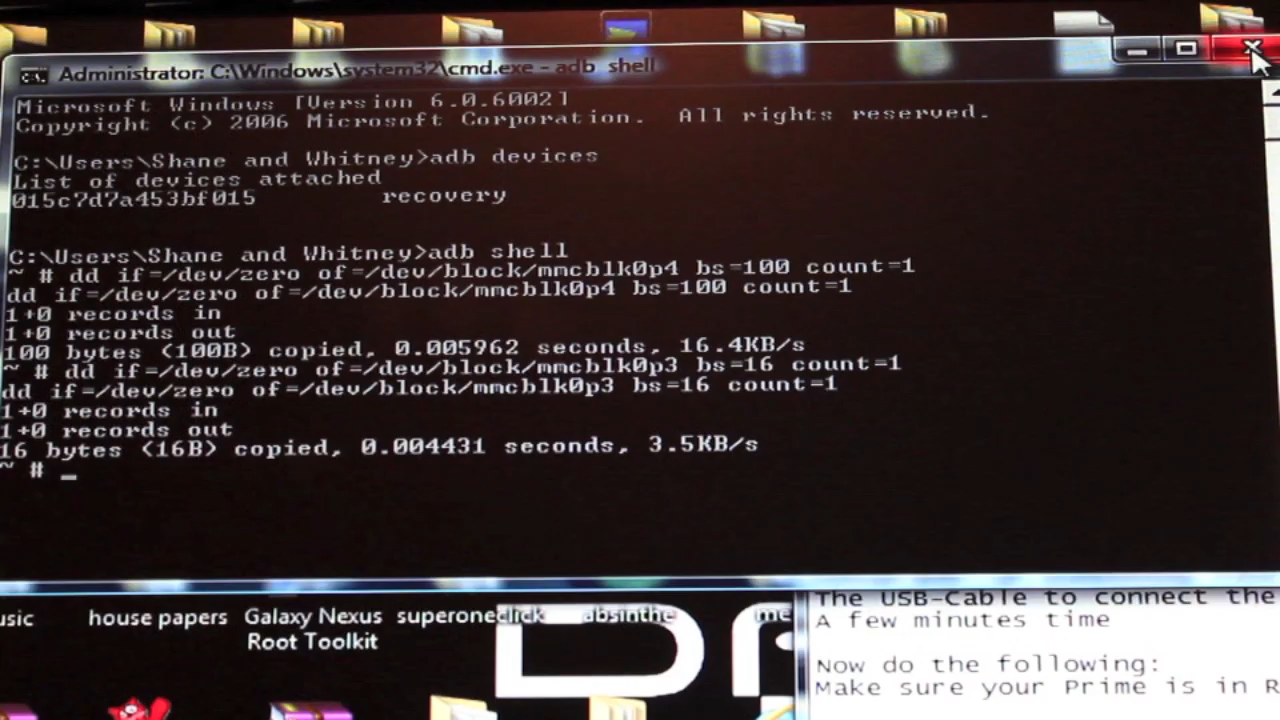 Administrator: C:\Windows\system32\cmd.exe - adb  shell
Microsoft Windows [Version 6.0.6002]
Copyright (c) 2006 Microsoft Corporation.  All rights reserved.
C:\Users\Shane and Whitney>adb devices
List of devices attached
015c7d7a453bf015        recovery
C:\Users\Shane and Whitney>adb shell
~ # dd if=/dev/zero of=/dev/block/mmcblk0p4 bs=100 count=1
dd if=/dev/zero of=/dev/block/mmcblk0p4 bs=100 count=1
1+0 records in
1+0 records out
100 bytes (100B) copied, 0.005962 seconds, 16.4KB/s
~ # dd if=/dev/zero of=/dev/block/mmcblk0p3 bs=16 count=1
dd if=/dev/zero of=/dev/block/mmcblk0p3 bs=16 count=1
1+0 records in
1+0 records out
16 bytes (16B) copied, 0.004431 seconds, 3.5KB/s
~ # _
house papers
Galaxy Nexus
Root Toolkit
superoneclick
absinthe
The USB-Cable to connect the
A few minutes time
Now do the following:
Make sure your Prime is in R